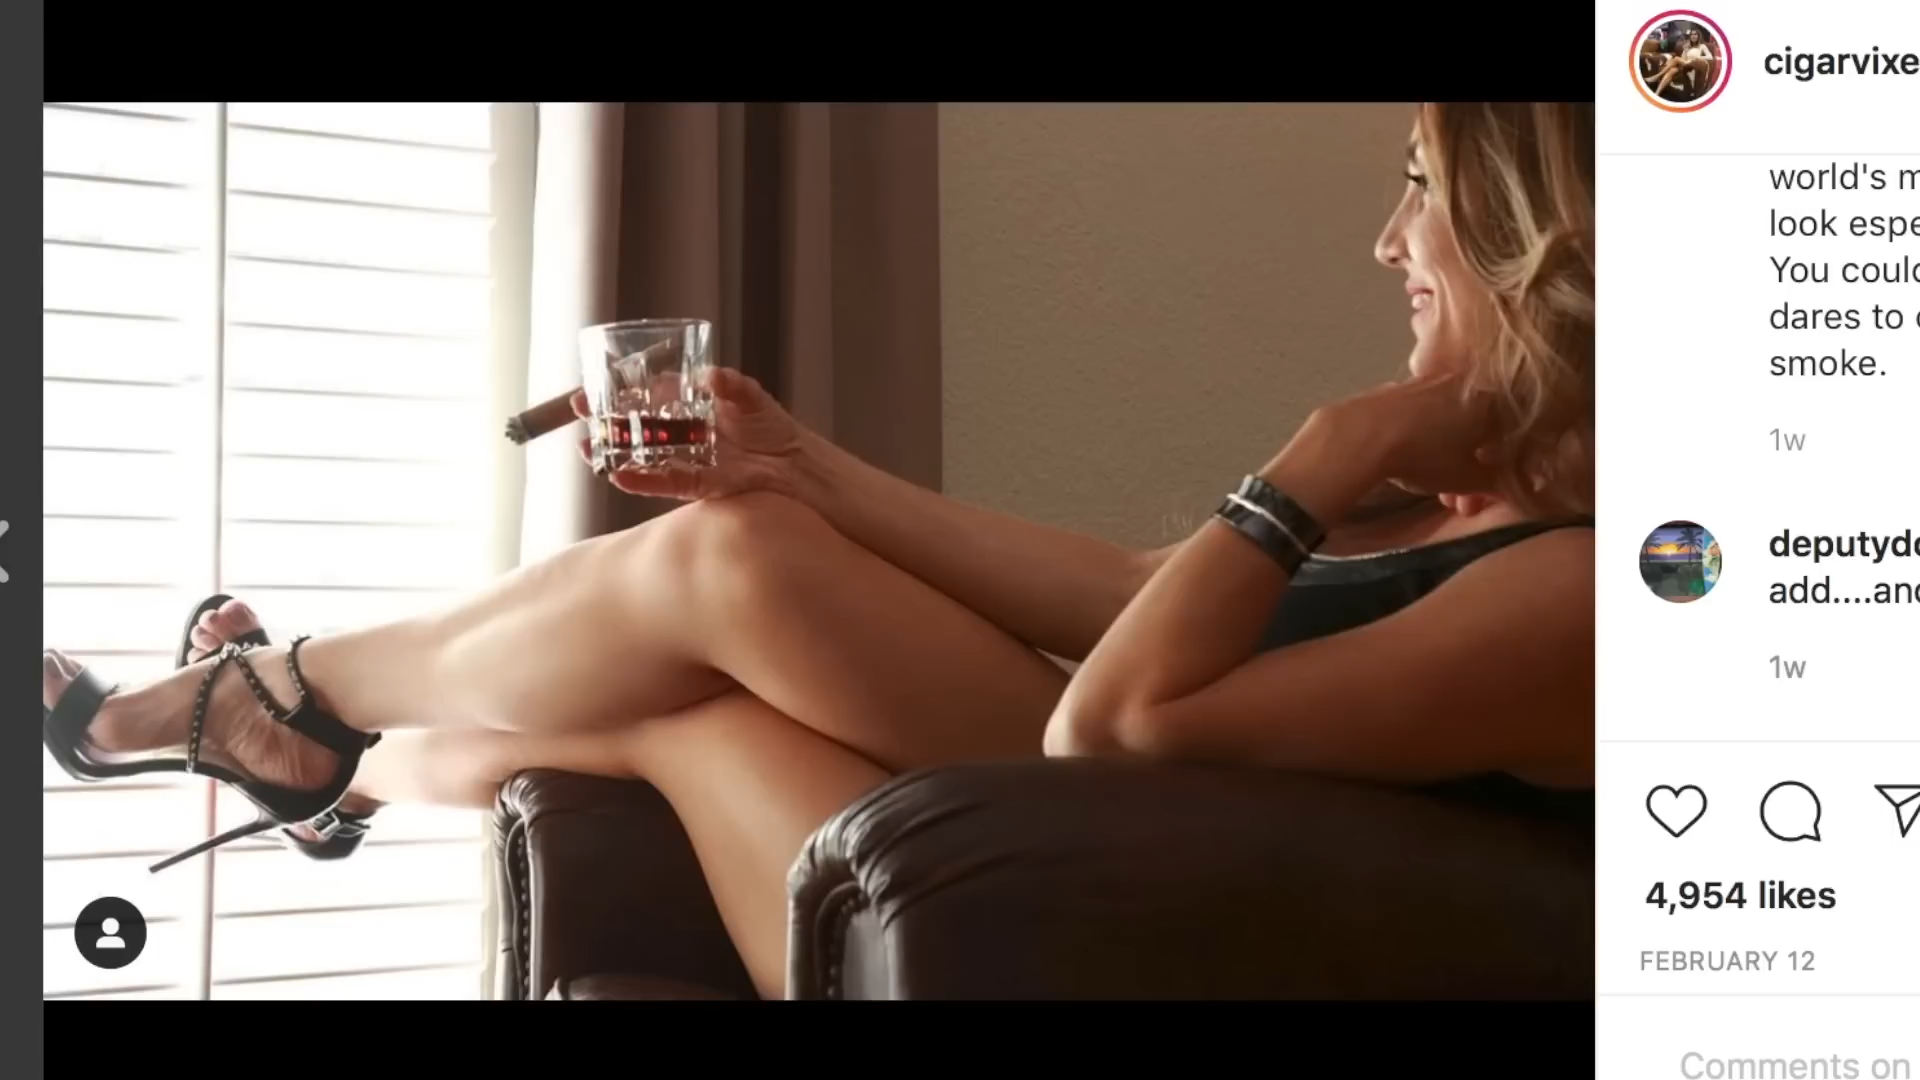 cigarvixe
world's m
look espe
You could
dares to
smoke.
1w
deputydo
add....and
1w
4,954 likes
FEBRUARY 12
Comments on